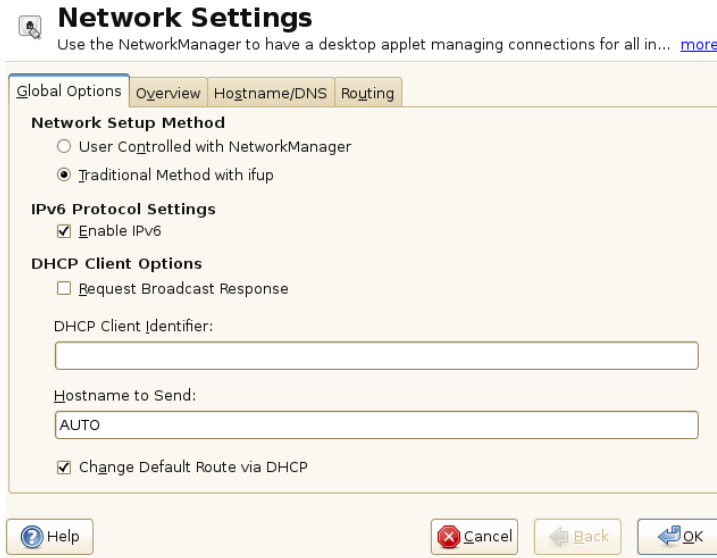 Network Settings
Use the NetworkManager to have a desktop applet managing connections for all in... more
Global Options Overview Hostname/DNS Routing
Network Setup Method
User Controlled with NetworkManager
Traditional Method with ifup
IPv6 Protocol Settings
Enable IPv6
DHCP Client Options
Request Broadcast Response
DHCP Client Identifier:
Hostname to Send:
AUTO
Change Default Route via DHCP
Help Cancel Back OK